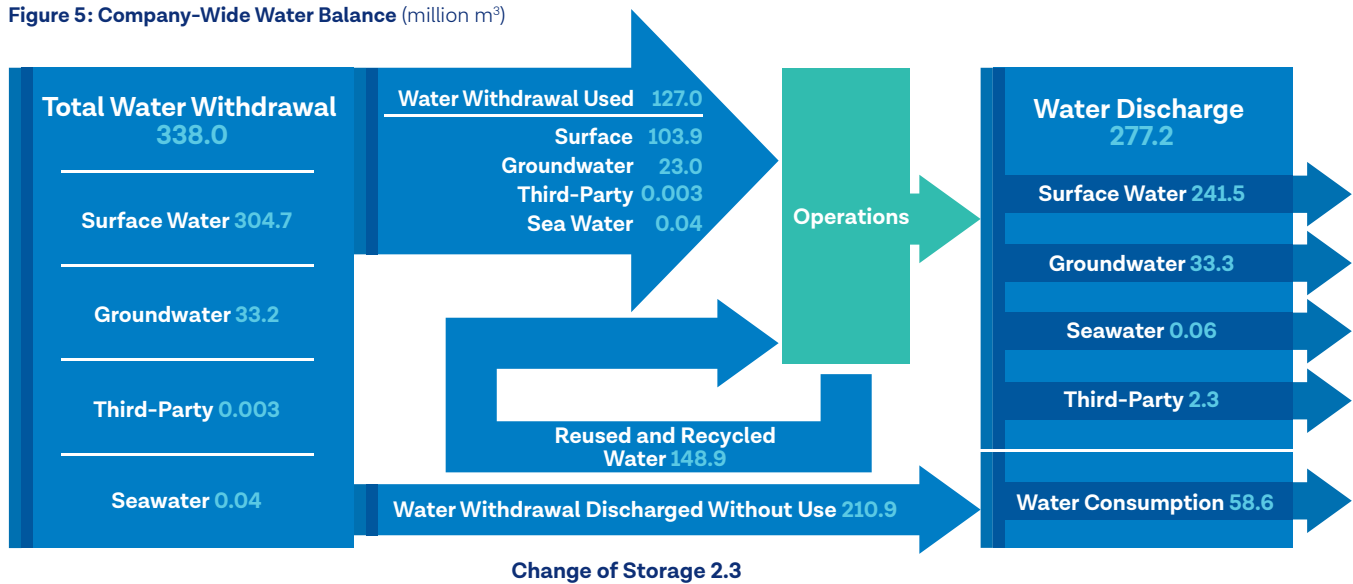 Figure 5: Company-Wide Water Balance (million m³)
Total Water Withdrawal
338.0
Surface Water 304.7
Groundwater 33.2
Third-Party 0.003
Seawater 0.04
Water Withdrawal Used 127.0
Surface 103.9
Groundwater 23.0
Third-Party 0.003
Sea Water 0.04
Operations
Reused and Recycled
Water 148.9
Water Withdrawal Discharged Without Use 210.9
Change of Storage 2.3
Water Discharge
277.2
Surface Water 241.5
Groundwater 33.3
Seawater 0.06
Third-Party 2.3
Water Consumption 58.6